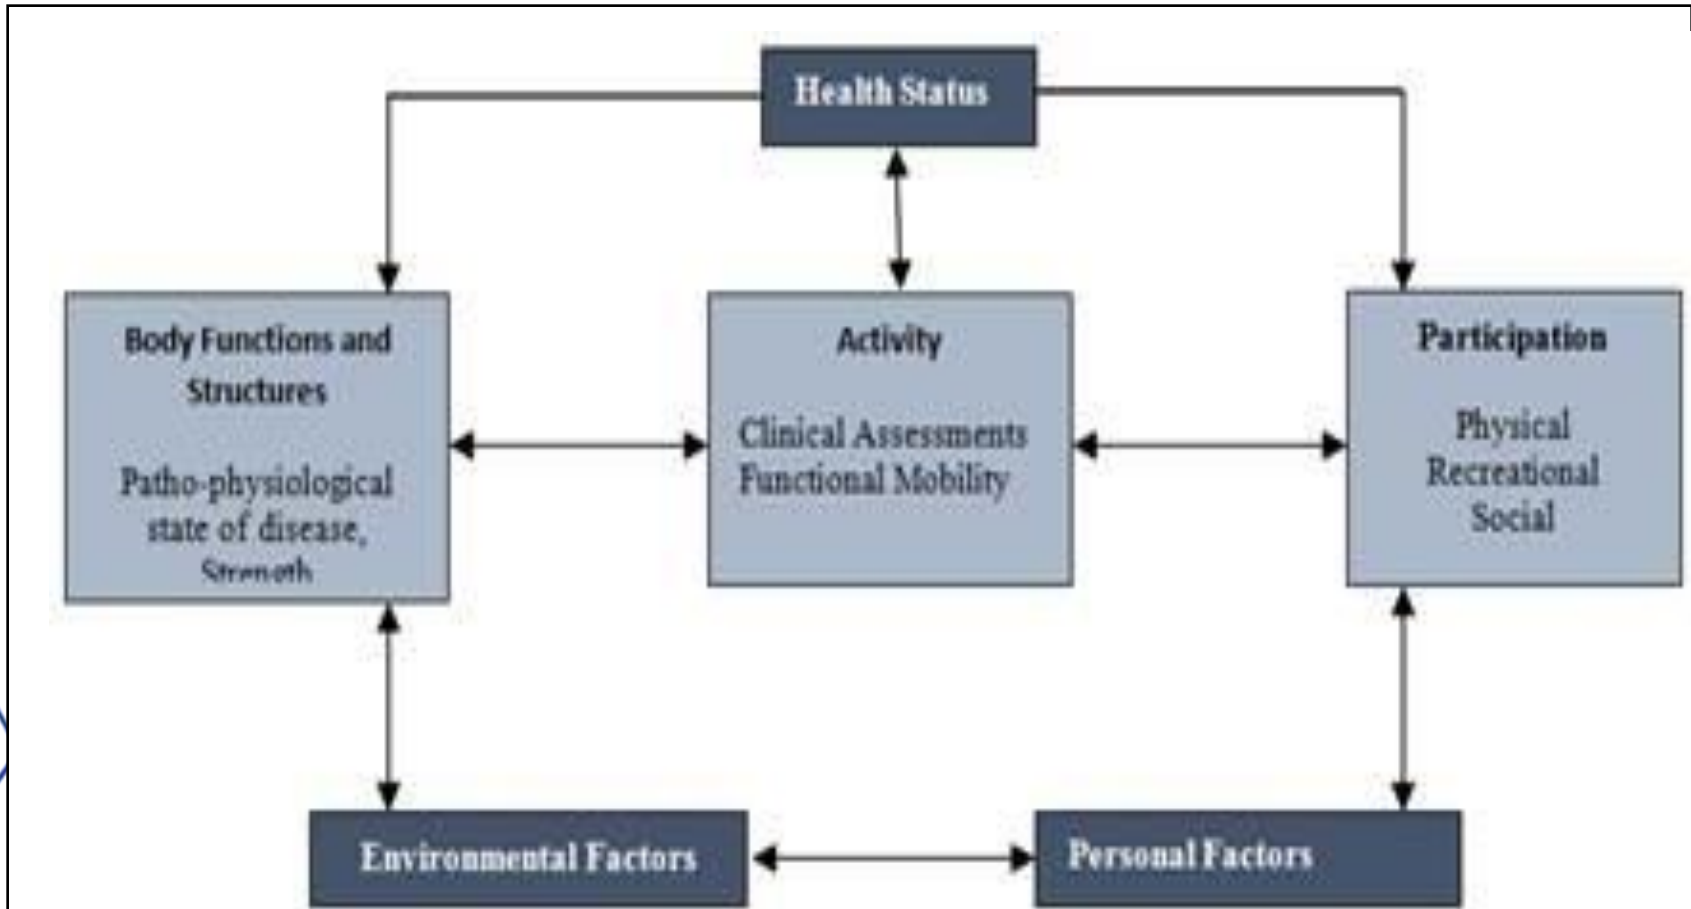 Health Status
Body Functions and
Structures
Patho-physiological
state of disease,
Strength
Activity
Clinical Assessments
Functional Mobility
Participation
Physical
Recreational
Social
Environmental Factors
Personal Factors